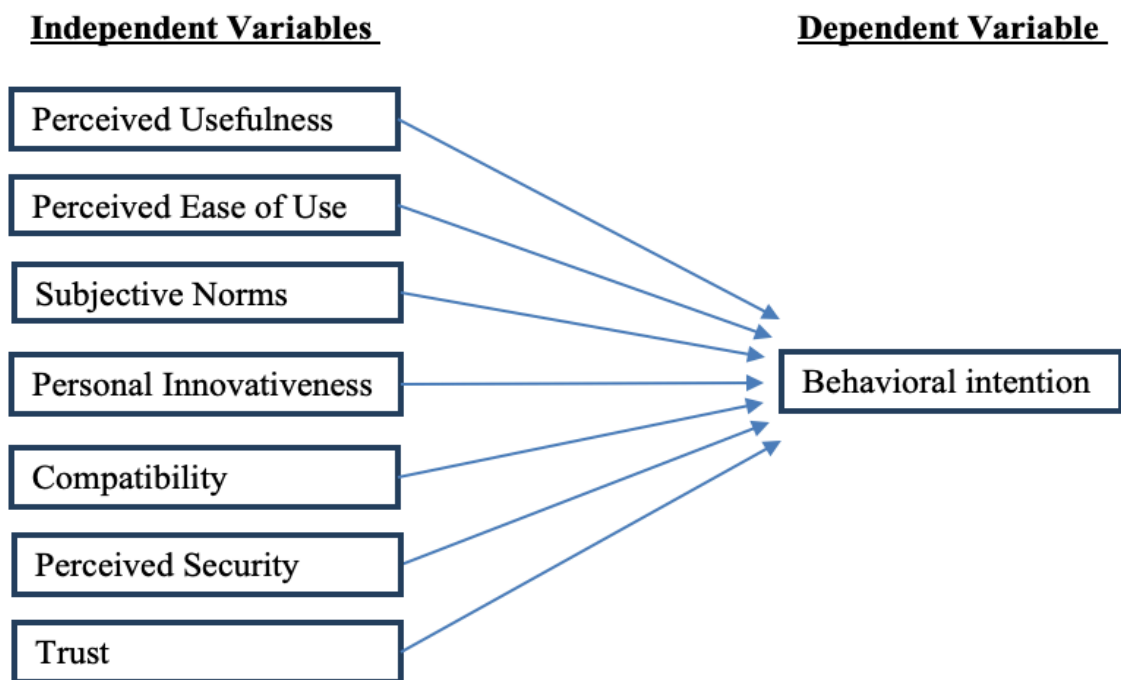 Independent Variables
Dependent Variable
Perceived Usefulness
Perceived Ease of Use
Subjective Norms
Personal Innovativeness
Behavioral intention
Compatibility
Perceived Security
Trust